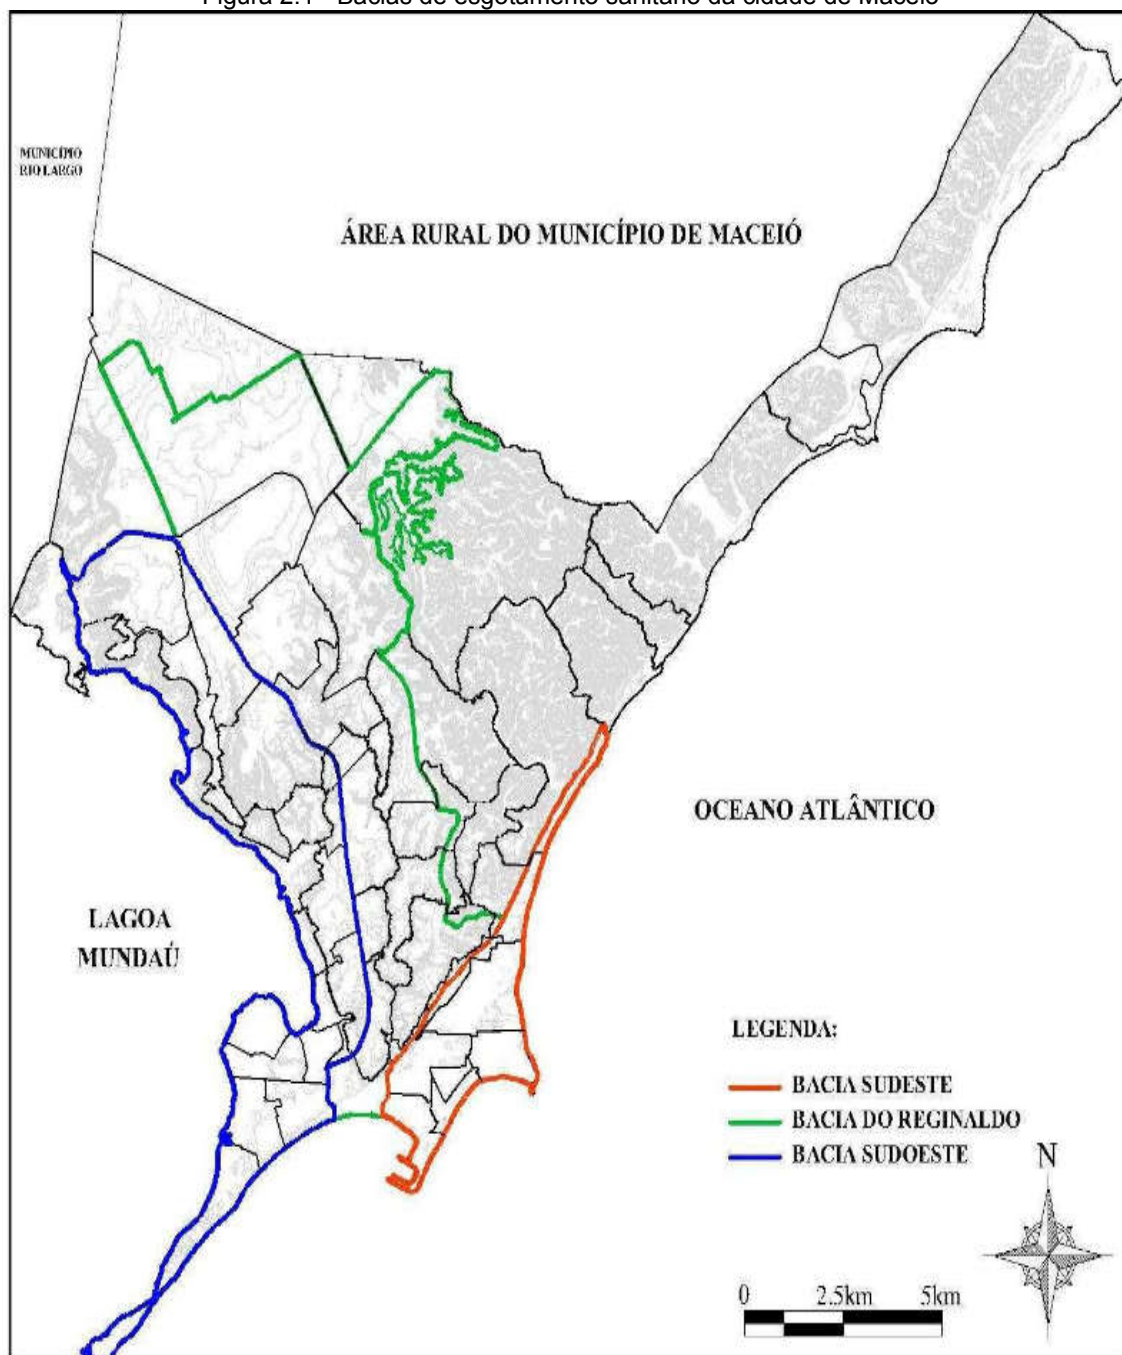 Figura 2.1 - Bacias de esgotamento sanitário da cidade de Maceió
MUNICÍPIO
RIO LARGO
ÁREA RURAL DO MUNICÍPIO DE MACEIÓ
OCEANO ATLÂNTICO
LAGOA
MUNDAÚ
LEGENDA:
BACIA SUDESTE
BACIA DO REGINALDO
BACIA SUDOESTE
N
0 2.5km 5km